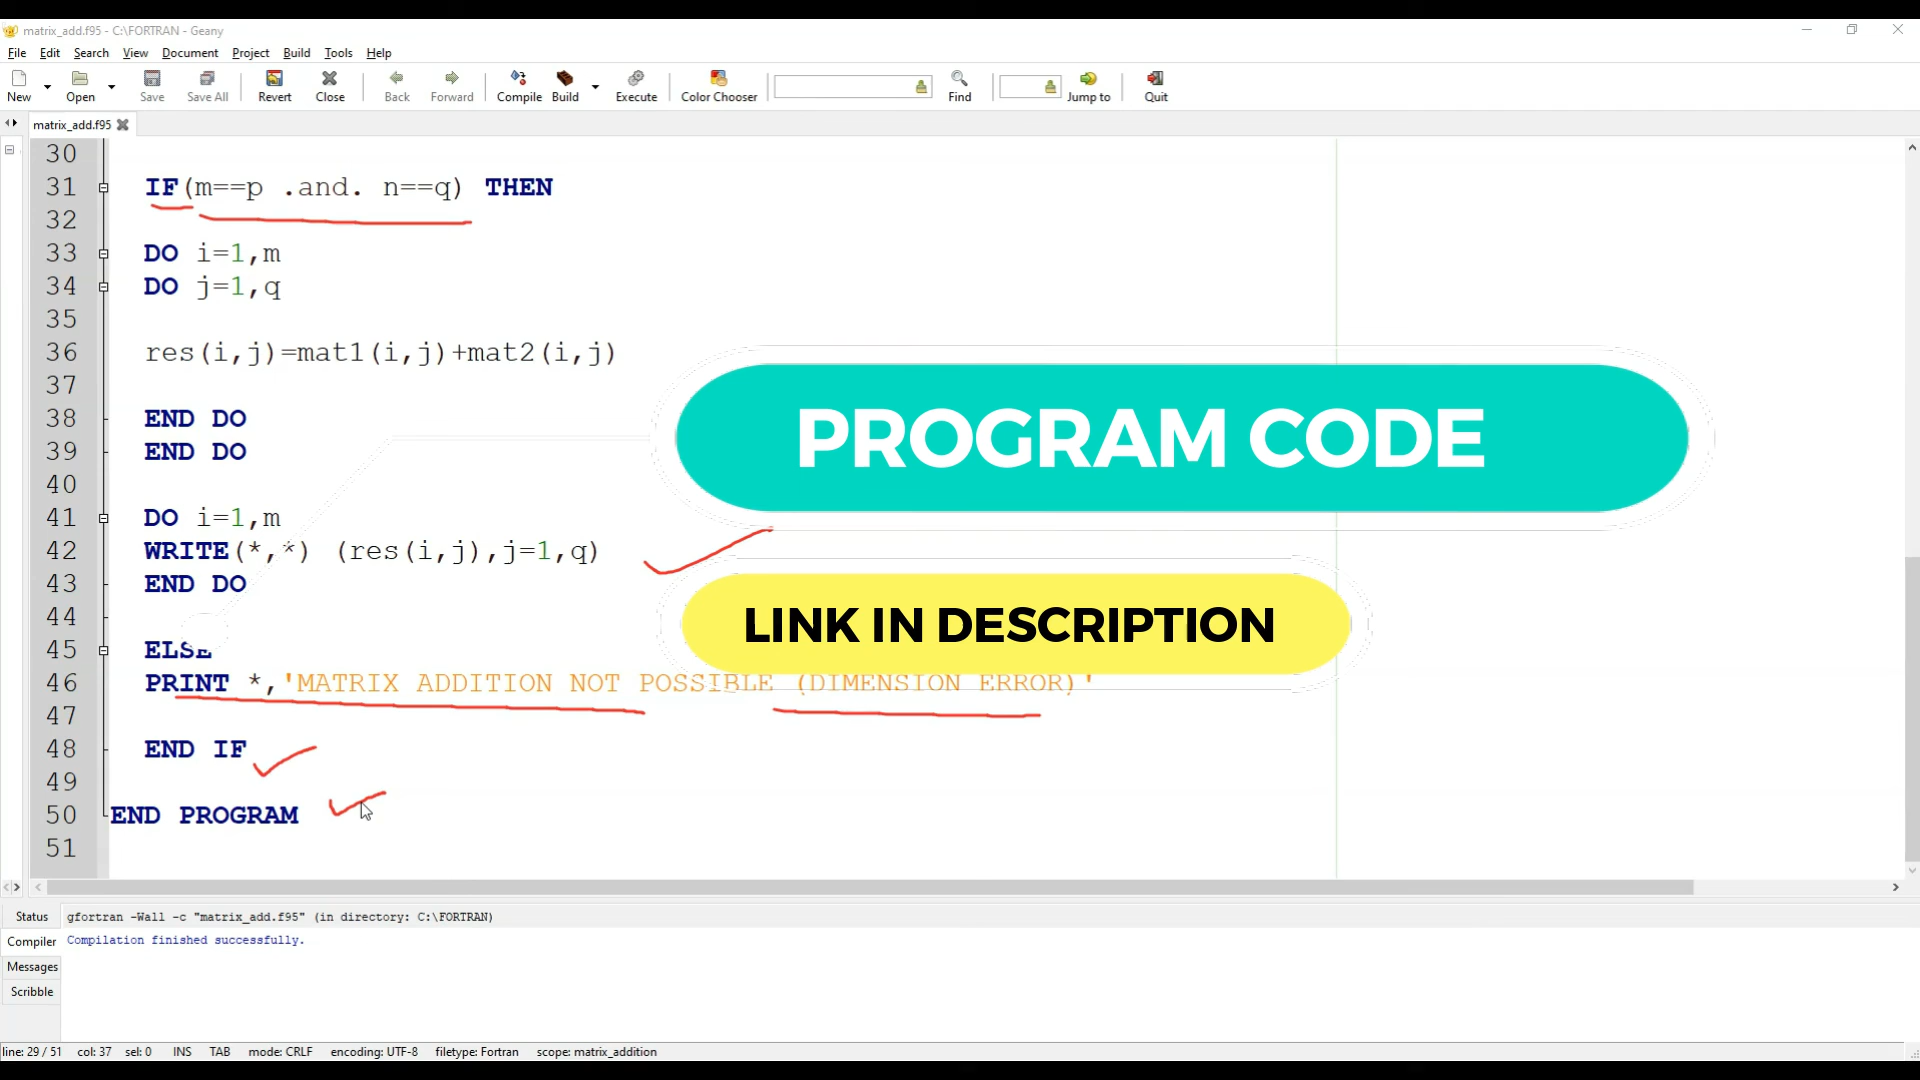 matrix_add.f95 - C:\FORTRAN - Geany
File Edit Search View Document Project Build Tools Help
New Open Save Save All Revert Close Back Forward Compile Build Execute Color Chooser Find Jump to Quit
matrix_add.f95
30
31 IF(m==p .and. n==q) THEN
32
33 DO i=1,m
34 DO j=1,q
35
36 res(i,j)=mat1(i,j)+mat2(i,j)
37
38 END DO
39 END DO
40
41 DO i=1,m
42 WRITE(*,*) (res(i,j),j=1,q)
43 END DO
44
45 ELSE
46 PRINT *,'MATRIX ADDITION NOT POSSIBLE (DIMENSION ERROR)'
47
48 END IF
49
50 END PROGRAM
51
PROGRAM CODE
LINK IN DESCRIPTION
Status
Compiler
Messages
Scribble
gfortran -Wall -c "matrix_add.f95" (in directory: C:\FORTRAN)
Compilation finished successfully.
line: 29 / 51 col: 37 sel: 0 INS TAB mode: CRLF encoding: UTF-8 filetype: Fortran scope: matrix_addition